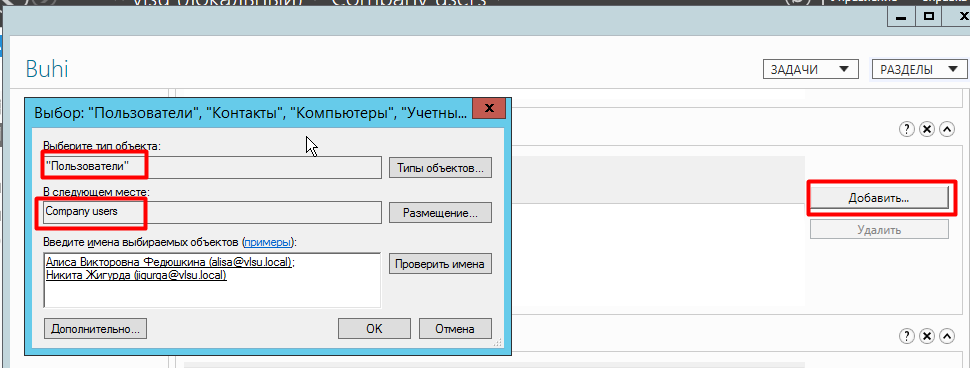 Buhi
ЗАДАЧИ
РАЗДЕЛЫ
Выбор: "Пользователи", "Контакты", "Компьютеры", "Учетны...
Выберите тип объекта:
"Пользователи"
Типы объектов...
В следующем месте:
Company users
Размещение...
Добавить...
Удалить
Введите имена выбираемых объектов (примеры):
Алиса Викторовна Федюшкина (alisa@vlsu.local);
Никита Жигурда (jigurga@vlsu.local)
Проверить имена
Дополнительно...
OK
Отмена